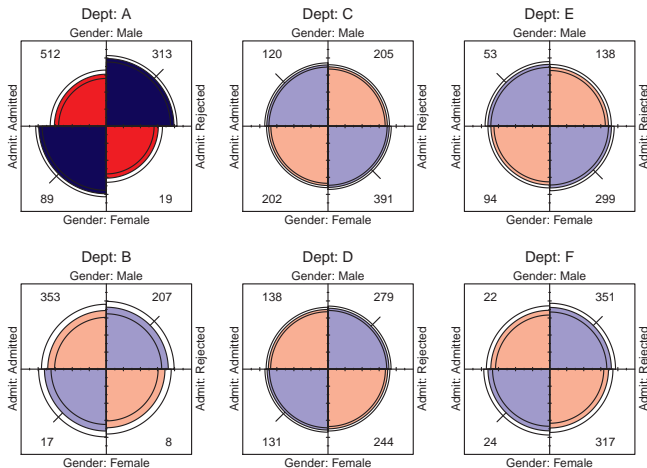 Dept: A
Gender: Male
512 313
Admit: Admitted
Admit: Rejected
89 19
Gender: Female
Dept: C
Gender: Male
120 205
Admit: Admitted
Admit: Rejected
202 391
Gender: Female
Dept: E
Gender: Male
53 138
Admit: Admitted
Admit: Rejected
94 299
Gender: Female
Dept: B
Gender: Male
353 207
Admit: Admitted
Admit: Rejected
17 8
Gender: Female
Dept: D
Gender: Male
138 279
Admit: Admitted
Admit: Rejected
131 244
Gender: Female
Dept: F
Gender: Male
22 351
Admit: Admitted
Admit: Rejected
24 317
Gender: Female